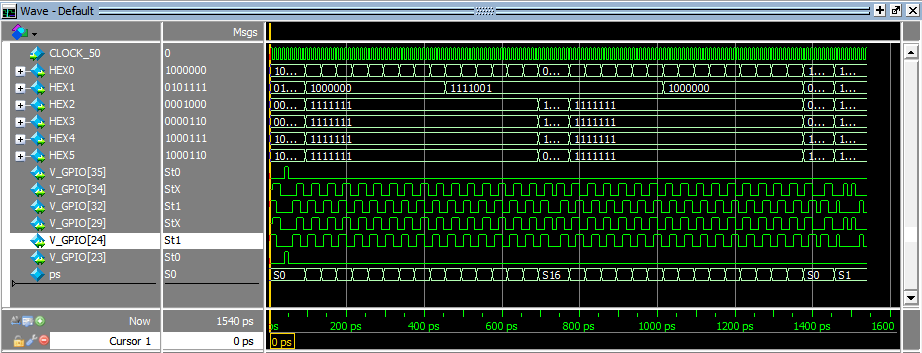 Wave - Default
Msgs
CLOCK_50 0
HEX0 1000000 10... 0... 1... 1...
HEX1 0101111 01... 1000000 1111001 1000000 0... 1...
HEX2 0001000 00... 1111111 1... 1111111 0... 1...
HEX3 0000110 00... 1111111 1... 1111111 0... 1...
HEX4 1000111 10... 1111111 1... 1111111 1... 1...
HEX5 1000110 10... 1111111 0... 1111111 1... 1...
V_GPIO[35] St0
V_GPIO[34] StX
V_GPIO[32] St1
V_GPIO[29] StX
V_GPIO[24] St1
V_GPIO[23] St0
ps S0 S0 S16 S0 S1
Now 1540 ps ps 200 ps 400 ps 600 ps 800 ps 1000 ps 1200 ps 1400 ps 1600
Cursor 1 0 ps 0 ps